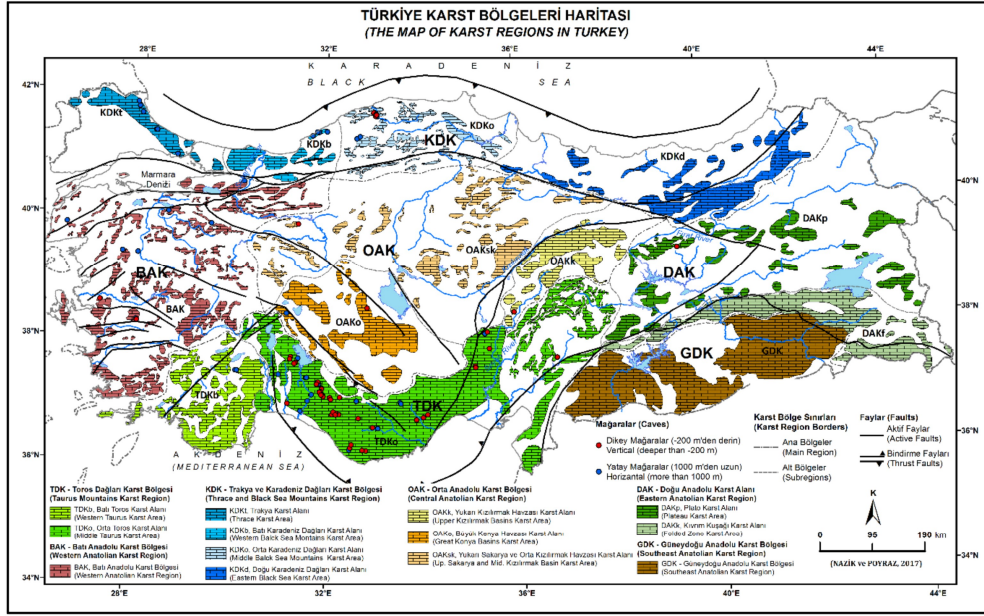 TÜRKİYE KARST BÖLGELERİ HARİTASI
(THE MAP OF KARST REGIONS IN TURKEY)
28°E 32°E 36°E 40°E 44°E
K A R A D E N İ Z
B L A C K S E A
42°N
42°N
KDKt
KDKb
KDKo
KDK
KDKd
Marmara
Denizi
40°N
40°N
DAKp
OAK
OAKsk
OAKk
DAK
BAK
BAK
38°N
38°N
OAKo
DAKf
GDK
GDK
TDKb
TDK
TDKo
36°N
36°N
A K D E N İ Z
(MEDITERRANEAN SEA)
Mağaralar (Caves)
Dikey Mağaralar (-200 m'den derin)
Vertical (deeper than -200 m)
Yatay Mağaralar (1000 m'den uzun)
Horizantal (more than 1000 m)
Karst Bölge Sınırları
(Karst Region Borders)
Ana Bölgeler
(Main Region)
Alt Bölgeler
(Subregions)
Faylar (Faults)
Aktif Faylar
(Active Faults)
Bindirme Fayları
(Thrust Faults)
TDK - Toros Dağları Karst Bölgesi
(Taurus Mountains Karst Region)
TDKb, Batı Toros Karst Alanı
(Western Taurus Karst Area)
TDKo, Orta Toros Karst Alanı
(Middle Taurus Karst Area)
BAK - Batı Anadolu Karst Bölgesi
(Western Anatolian Karst Region)
BAK, Batı Anadolu Karst Bölgesi
(Western Anatolian Karst Region)
KDK - Trakya ve Karadeniz Dağları Karst Bölgesi
(Thrace and Black Sea Mountains Karst Region)
KDKt, Trakya Karst Alanı
(Thrace Karst Area)
KDKb, Batı Karadeniz Dağları Karst Alanı
(Western Balck Sea Montains Karst Area)
KDKo, Orta Karadeniz Dağları Karst Alanı
(Middle Balck Sea Mountains Karst Area)
KDKd, Doğu Karadeniz Dağları Karst Alanı
(Eastern Black Sea Karst Area)
OAK - Orta Anadolu Karst Bölgesi
(Central Anatolian Karst Region)
OAKk, Yukarı Kızılırmak Havzası Karst Alanı
(Upper Kızılırmak Basins Karst Area)
OAKo, Büyük Konya Havzası Karst Alanı
(Great Konya Basins Karst Area)
OAKsk, Yukarı Sakarya ve Orta Kızılırmak Havzası Karst Alanı
(Up. Sakarya and Mid. Kızılırmak Basin Karst Area)
DAK - Doğu Anadolu Karst Alanı
(Eastern Anatolian Karst Region)
DAKp, Plato Karst Alanı
(Plateau Karst Area)
DAKk, Kıvrım Kuşağı Karst Alanı
(Folded Zone Karst Area)
GDK - Güneydoğu Anadolu Karst Bölgesi
(Southeast Anatolian Karst Region)
GDK - Güneydoğu Anadolu Karst Bölgesi
(Southeast Anatolian Karst Region)
K
0 95 190 km
(NAZİK ve POYRAZ, 2017)
34°N
34°N
28°E 32°E 36°E 40°E 44°E